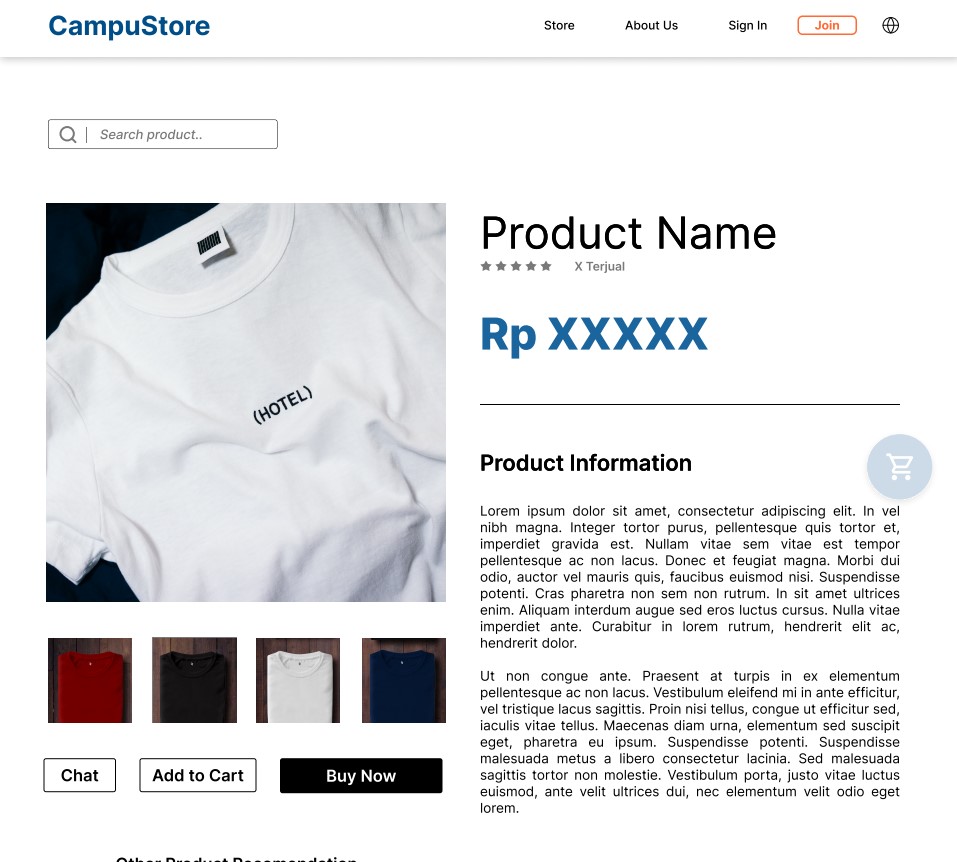 CampuStore
Store
About Us
Sign In
Join
Search product..
Product Name
X Terjual
Rp XXXXX
(HOTEL)
Product Information
Lorem ipsum dolor sit amet, consectetur adipiscing elit. In vel
nibh magna. Integer tortor purus, pellentesque quis tortor et,
imperdiet gravida est. Nullam vitae sem vitae est tempor
pellentesque ac non lacus. Donec et feugiat magna. Morbi dui
odio, auctor vel mauris quis, faucibus euismod nisi. Suspendisse
potenti. Cras pharetra non sem non rutrum. In sit amet ultrices
enim. Aliquam interdum augue sed eros luctus cursus. Nulla vitae
imperdiet ante. Curabitur in lorem rutrum, hendrerit elit ac,
hendrerit dolor.
Ut non congue ante. Praesent at turpis in ex elementum
pellentesque ac non lacus. Vestibulum eleifend mi in ante efficitur,
vel tristique lacus sagittis. Proin nisi tellus, congue ut efficitur sed,
iaculis vitae tellus. Maecenas diam urna, elementum sed suscipit
eget, pharetra eu ipsum. Suspendisse potenti. Suspendisse
malesuada metus a libero consectetur lacinia. Sed malesuada
sagittis tortor non molestie. Vestibulum porta, justo vitae luctus
euismod, ante velit ultrices dui, nec elementum velit odio eget
lorem.
Chat
Add to Cart
Buy Now
Other Product Recomendation